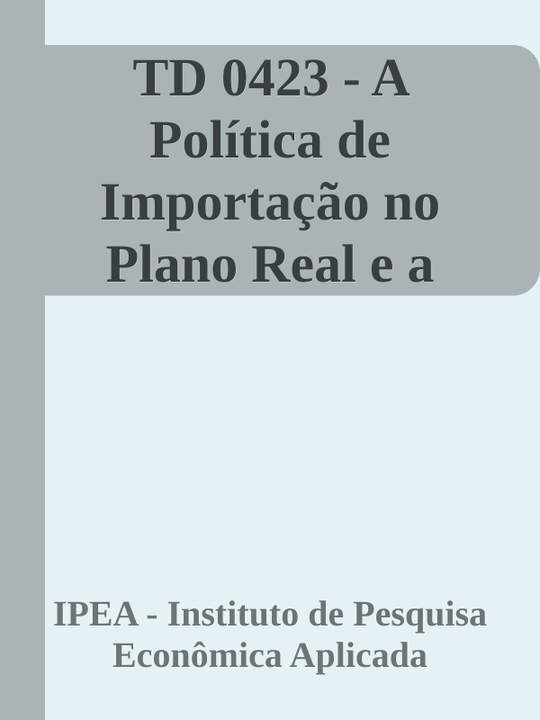 TD 0423 - A
Política de
Importação no
Plano Real e a
IPEA - Instituto de Pesquisa
Econômica Aplicada